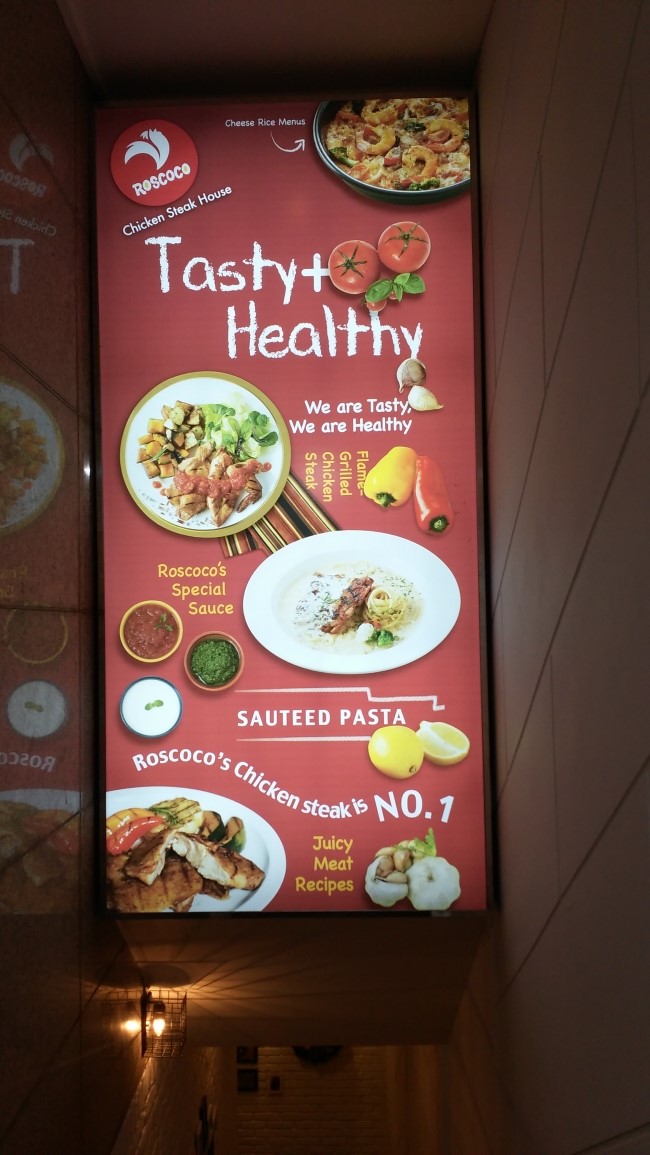 Cheese Rice Menus
ROSCOCO
Chicken Steak House
Tasty+
Healthy
We are Tasty,
We are Healthy
Flame-
Grilled
Chicken
Steak
Roscoco's
Special
Sauce
SAUTEED PASTA
Roscoco's Chicken steak is NO.1
Juicy
Meat
Recipes